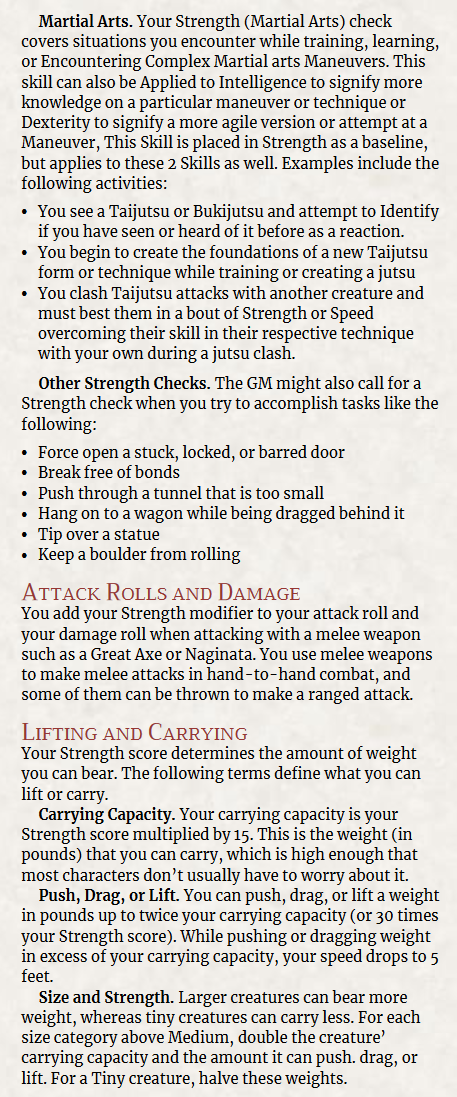 Martial Arts. Your Strength (Martial Arts) check
covers situations you encounter while training, learning,
or Encountering Complex Martial arts Maneuvers. This
skill can also be Applied to Intelligence to signify more
knowledge on a particular maneuver or technique or
Dexterity to signify a more agile version or attempt at a
Maneuver, This Skill is placed in Strength as a baseline,
but applies to these 2 Skills as well. Examples include the
following activities:
• You see a Taijutsu or Bukijutsu and attempt to Identify
if you have seen or heard of it before as a reaction.
• You begin to create the foundations of a new Taijutsu
form or technique while training or creating a jutsu
• You clash Taijutsu attacks with another creature and
must best them in a bout of Strength or Speed
overcoming their skill in their respective technique
with your own during a jutsu clash.
Other Strength Checks. The GM might also call for a
Strength check when you try to accomplish tasks like the
following:
• Force open a stuck, locked, or barred door
• Break free of bonds
• Push through a tunnel that is too small
• Hang on to a wagon while being dragged behind it
• Tip over a statue
• Keep a boulder from rolling
Attack Rolls and Damage
You add your Strength modifier to your attack roll and
your damage roll when attacking with a melee weapon
such as a Great Axe or Naginata. You use melee weapons
to make melee attacks in hand-to-hand combat, and
some of them can be thrown to make a ranged attack.
Lifting and Carrying
Your Strength score determines the amount of weight
you can bear. The following terms define what you can
lift or carry.
Carrying Capacity. Your carrying capacity is your
Strength score multiplied by 15. This is the weight (in
pounds) that you can carry, which is high enough that
most characters don't usually have to worry about it.
Push, Drag, or Lift. You can push, drag, or lift a weight
in pounds up to twice your carrying capacity (or 30 times
your Strength score). While pushing or dragging weight
in excess of your carrying capacity, your speed drops to 5
feet.
Size and Strength. Larger creatures can bear more
weight, whereas tiny creatures can carry less. For each
size category above Medium, double the creature'
carrying capacity and the amount it can push. drag, or
lift. For a Tiny creature, halve these weights.